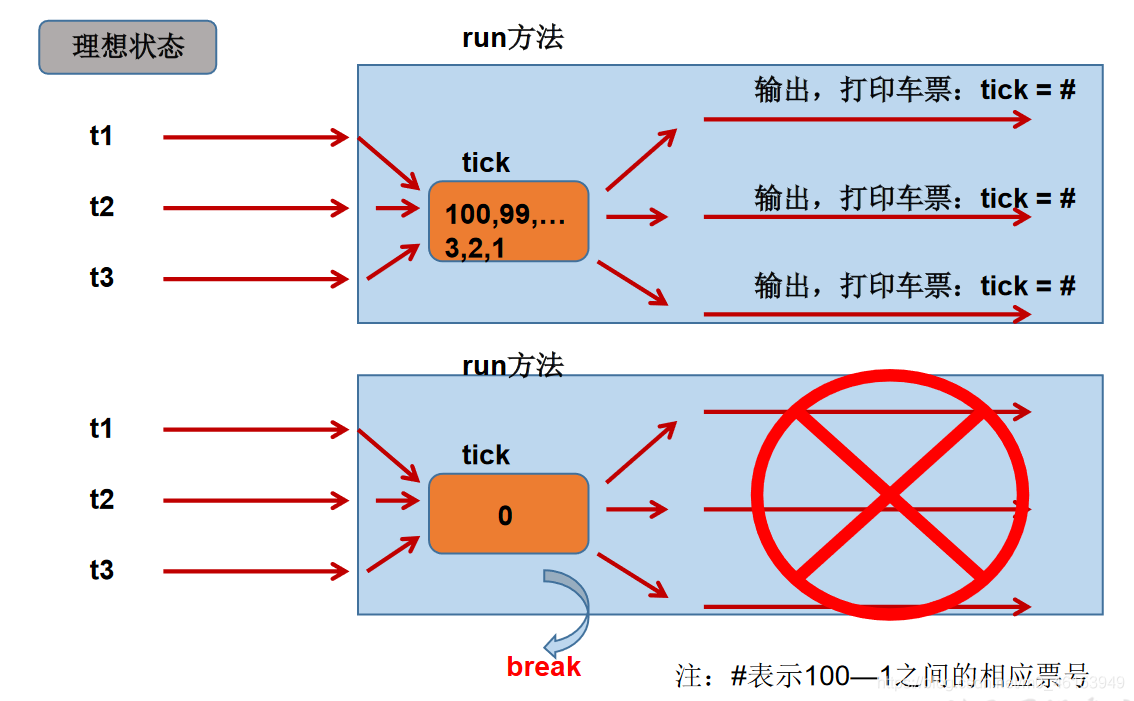 理想状态
run方法
输出，打印车票：tick = #
t1
tick
100,99,…
3,2,1
t2
输出，打印车票：tick = #
t3
输出，打印车票：tick = #
run方法
t1
tick
t2
0
t3
break
注：#表示100—1之间的相应票号